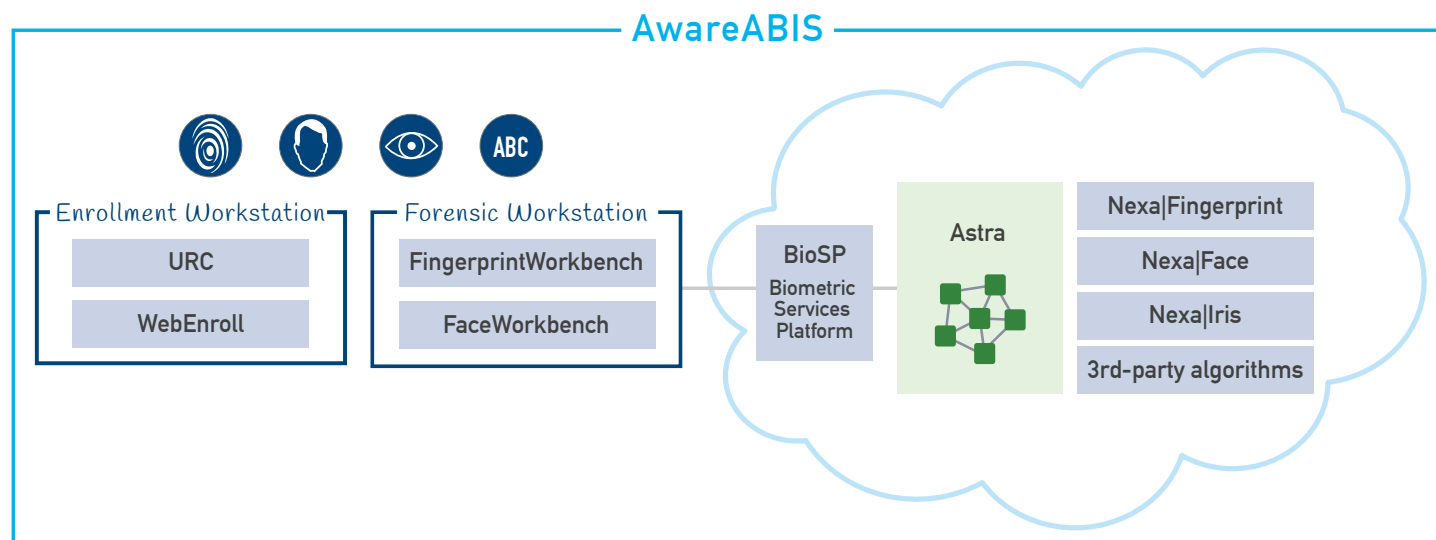 AwareABIS
ABC
Enrollment Workstation
URC
WebEnroll
Forensic Workstation
FingerprintWorkbench
FaceWorkbench
BioSP
Biometric
Services
Platform
Astra
Nexa|Fingerprint
Nexa|Face
Nexa|Iris
3rd-party algorithms